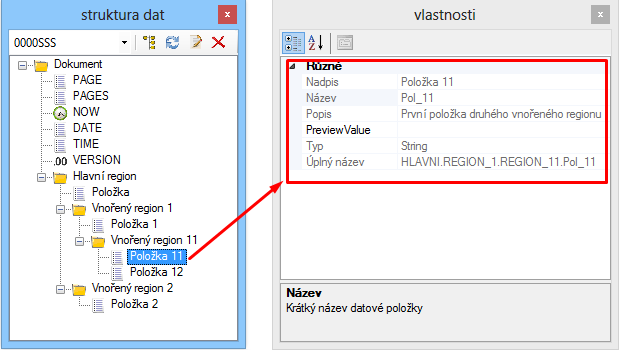 struktura dat
x
0000SSS
Dokument
PAGE
PAGES
NOW
DATE
TIME
.00 VERSION
Hlavní region
Položka
Vnořený region 1
Položka 1
Vnořený region 11
Položka 11
Položka 12
Vnořený region 2
Položka 2
vlastnosti
x
A
Z
Různé
Nadpis Položka 11
Název Pol_11
Popis První položka druhého vnořeného regionu
PreviewValue
Typ String
Úplný název HLAVNI.REGION_1.REGION_11.Pol_11
Název
Krátký název datové položky